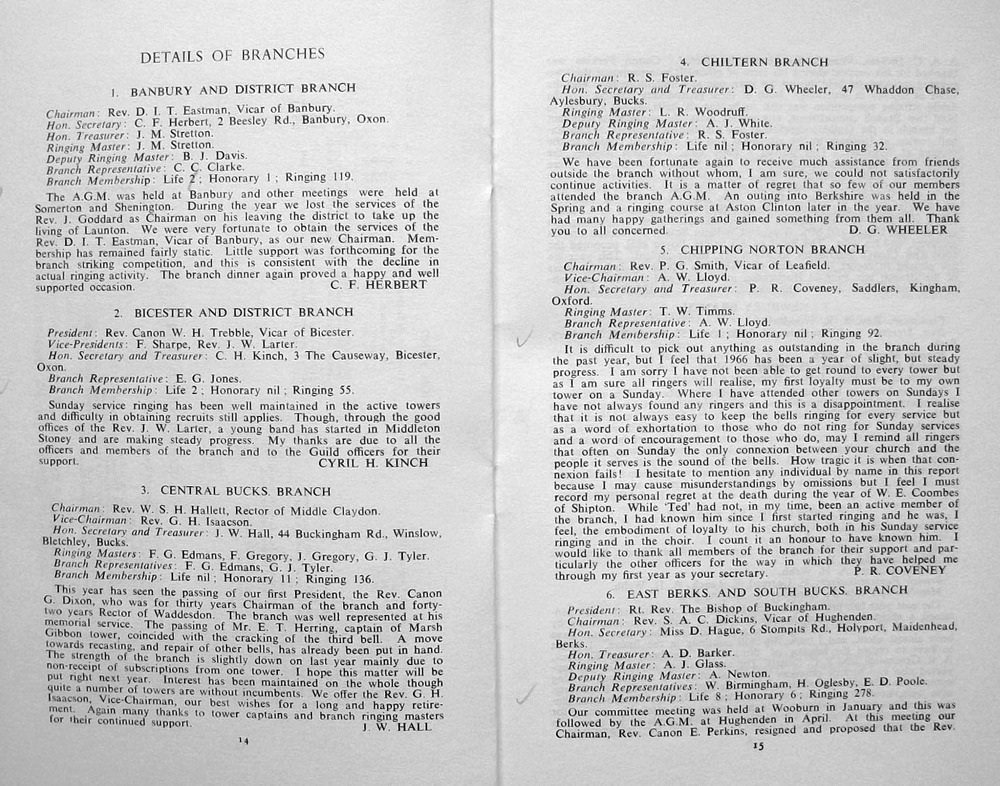 DETAILS OF BRANCHES
1. BANBURY AND DISTRICT BRANCH
Chairman: Rev. D. I. T. Eastman, Vicar of Banbury.
Hon. Secretary: C. F. Herbert, 2 Beesley Rd., Banbury, Oxon.
Hon. Treasurer: J. M. Stretton.
Ringing Master: J. M. Stretton.
Deputy Ringing Master: B. J. Davis.
Branch Representative: C. C. Clarke.
Branch Membership: Life 2; Honorary 1; Ringing 119.
The A.G.M. was held at Banbury and other meetings were held at
Somerton and Shenington. During the year we lost the services of the
Rev. J. Goddard as Chairman on his leaving the district to take up the
living of Launton. We were very fortunate to obtain the services of the
Rev. D. I. T. Eastman, Vicar of Banbury, as our new Chairman. Mem-
bership has remained fairly static. Little support was forthcoming for the
branch striking competition, and this is consistent with the decline in
actual ringing activity. The branch dinner again proved a happy and well
supported occasion. C. F. HERBERT
2. BICESTER AND DISTRICT BRANCH
President: Rev. Canon W. H. Trebble, Vicar of Bicester.
Vice-Presidents: F. Sharpe, Rev. J. W. Larter.
Hon. Secretary and Treasurer: C. H. Kinch, 3 The Causeway, Bicester,
Oxon.
Branch Representative: E. G. Jones.
Branch Membership: Life 2; Honorary nil; Ringing 55.
Sunday service ringing has been well maintained in the active towers
and difficulty in obtaining recruits still applies. Though, through the good
offices of the Rev. J. W. Larter, a young band has started in Middleton
Stoney and are making steady progress. My thanks are due to all the
officers and members of the branch and to the Guild officers for their
support. CYRIL H. KINCH
3. CENTRAL BUCKS. BRANCH
Chairman: Rev. W. S. H. Hallett, Rector of Middle Claydon.
Vice-Chairman: Rev. G. H. Isaacson.
Hon. Secretary and Treasurer: J. W. Hall, 44 Buckingham Rd., Winslow,
Bletchley, Bucks.
Ringing Masters: F. G. Edmans, F. Gregory, J. Gregory, G. J. Tyler.
Branch Representatives: F. G. Edmans, G. J. Tyler.
Branch Membership: Life nil; Honorary 11; Ringing 136.
This year has seen the passing of our first President, the Rev. Canon
G. Dixon, who was for thirty years Chairman of the branch and forty-
two years Rector of Waddesdon. The branch was well represented at his
memorial service. The passing of Mr. E. T. Herring, captain of Marsh
Gibbon tower, coincided with the cracking of the third bell. A move
towards recasting, and repair of other bells, has already been put in hand.
The strength of the branch is slightly down on last year mainly due to
non-receipt of subscriptions from one tower. I hope this matter will be
put right next year. Interest has been maintained on the whole though
quite a number of towers are without incumbents. We offer the Rev. G. H.
Isaacson, Vice-Chairman, our best wishes for a long and happy retire-
ment. Again many thanks to tower captains and branch ringing masters
for their continued support. J. W. HALL
14
4. CHILTERN BRANCH
Chairman: R. S. Foster.
Hon. Secretary and Treasurer: D. G. Wheeler, 47 Whaddon Chase,
Aylesbury, Bucks.
Ringing Master: L. R. Woodruff.
Deputy Ringing Master: A. J. White.
Branch Representative: R. S. Foster.
Branch Membership: Life nil; Honorary nil; Ringing 32.
We have been fortunate again to receive much assistance from friends
outside the branch without whom, I am sure, we could not satisfactorily
continue activities. It is a matter of regret that so few of our members
attended the branch A.G.M. An outing into Berkshire was held in the
Spring and a ringing course at Aston Clinton later in the year. We have
had many happy gatherings and gained something from them all. Thank
you to all concerned. D. G. WHEELER
5. CHIPPING NORTON BRANCH
Chairman: Rev. P. G. Smith, Vicar of Leafield.
Vice-Chairman: A. W. Lloyd.
Hon. Secretary and Treasurer: P. R. Coveney, Saddlers, Kingham,
Oxford.
Ringing Master: T. W. Timms.
Branch Representative: A. W. Lloyd.
Branch Membership: Life 1; Honorary nil; Ringing 92.
It is difficult to pick out anything as outstanding in the branch during
the past year, but I feel that 1966 has been a year of slight, but steady
progress. I am sorry I have not been able to get round to every tower but
as I am sure all ringers will realise, my first loyalty must be to my own
tower on a Sunday. Where I have attended other towers on Sundays I
have not always found any ringers and this is a disappointment. I realise
that it is not always easy to keep the bells ringing for every service but
as a word of exhortation to those who do not ring for Sunday services
and a word of encouragement to those who do, may I remind all ringers
that often on Sunday the only connexion between your church and the
people it serves is the sound of the bells. How tragic it is when that con-
nexion fails! I hesitate to mention any individual by name in this report
because I may cause misunderstandings by omissions but I feel I must
record my personal regret at the death during the year of W. E. Coombes
of Shipton. While 'Ted' had not, in my time, been an active member of
the branch, I had known him since I first started ringing and he was, I
feel, the embodiment of loyalty to his church, both in his Sunday service
ringing and in the choir. I count it an honour to have known him. I
would like to thank all members of the branch for their support and par-
ticularly the other officers for the way in which they have helped me
through my first year as your secretary. P. R. COVENEY
6. EAST BERKS. AND SOUTH BUCKS. BRANCH
President: Rt. Rev. The Bishop of Buckingham.
Chairman: Rev. S. A. C. Dickins, Vicar of Hughenden.
Hon. Secretary: Miss D. Hague, 6 Stompits Rd., Holyport, Maidenhead,
Berks.
Hon. Treasurer: A. D. Barker.
Ringing Master: A. J. Glass.
Deputy Ringing Master: A. Newton.
Branch Representatives: W. Birmingham, H. Oglesby, E. D. Poole.
Branch Membership: Life 8; Honorary 6; Ringing 278.
Our committee meeting was held at Wooburn in January and this was
followed by the A.G.M. at Hughenden in April. At this meeting our
Chairman, Rev. Canon E. Perkins, resigned and proposed that the Rev.
15